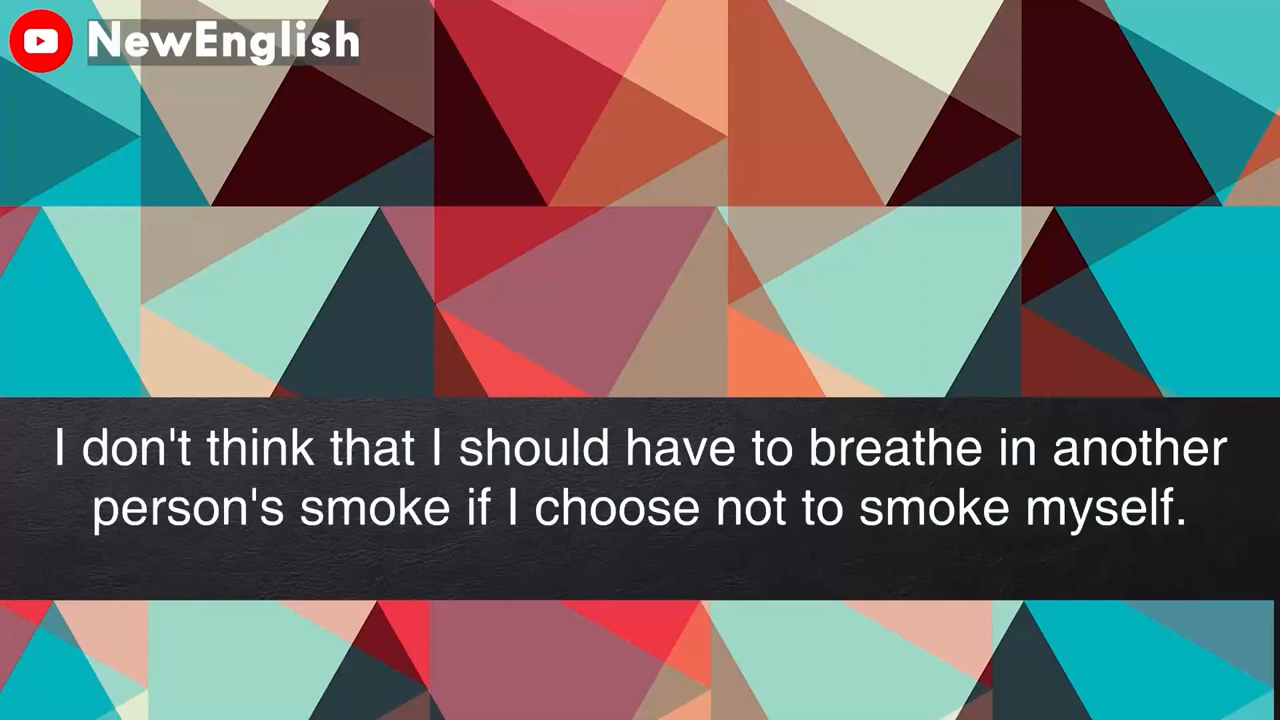 NewEnglish
I don't think that I should have to breathe in another
person's smoke if I choose not to smoke myself.